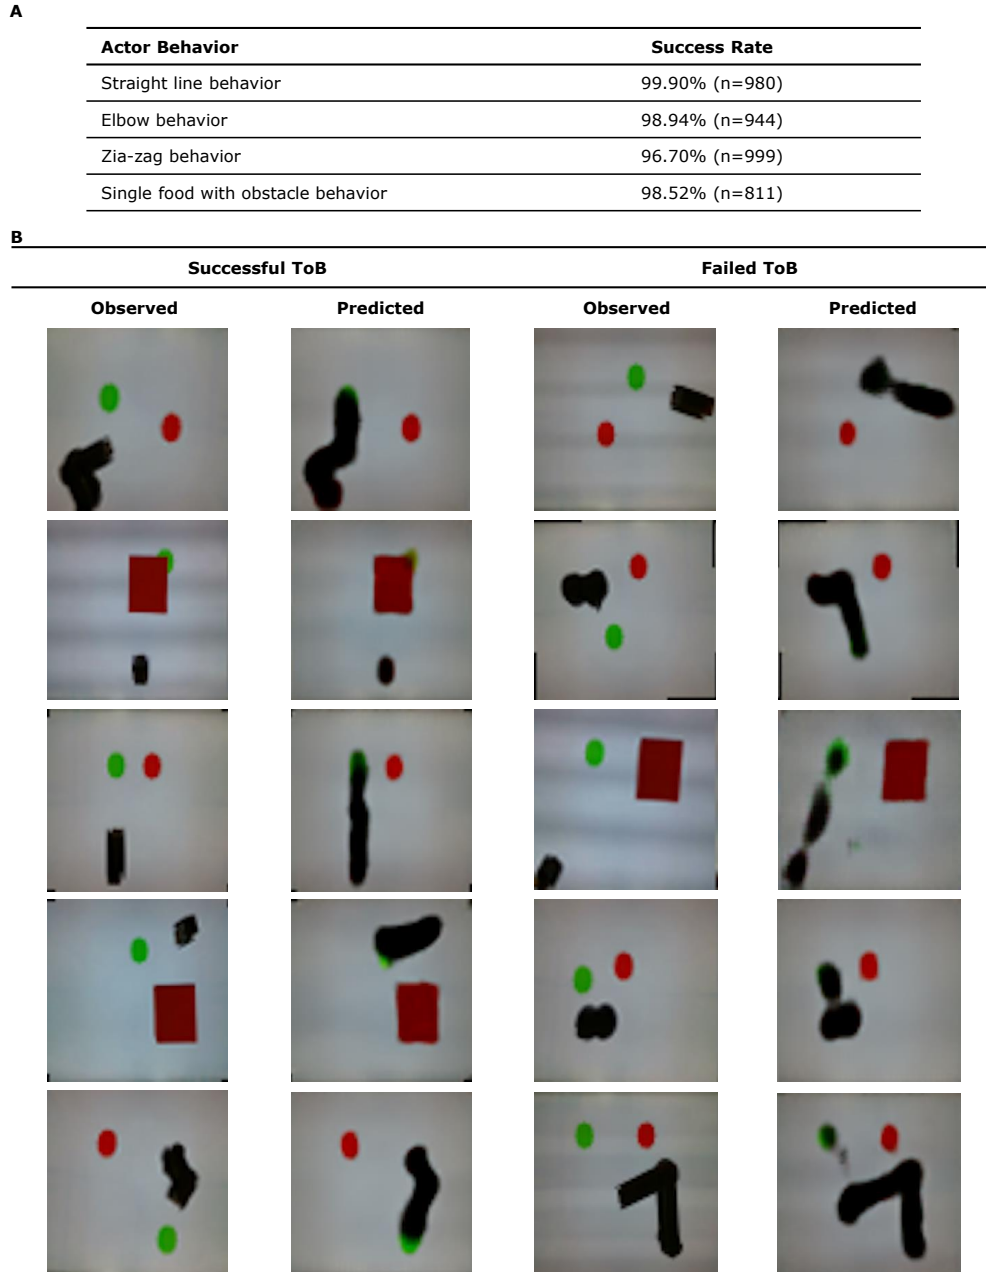 A
Actor Behavior Success Rate
Straight line behavior 99.90% (n=980)
Elbow behavior 98.94% (n=944)
Zia-zag behavior 96.70% (n=999)
Single food with obstacle behavior 98.52% (n=811)
B
Successful ToB Failed ToB
Observed Predicted Observed Predicted